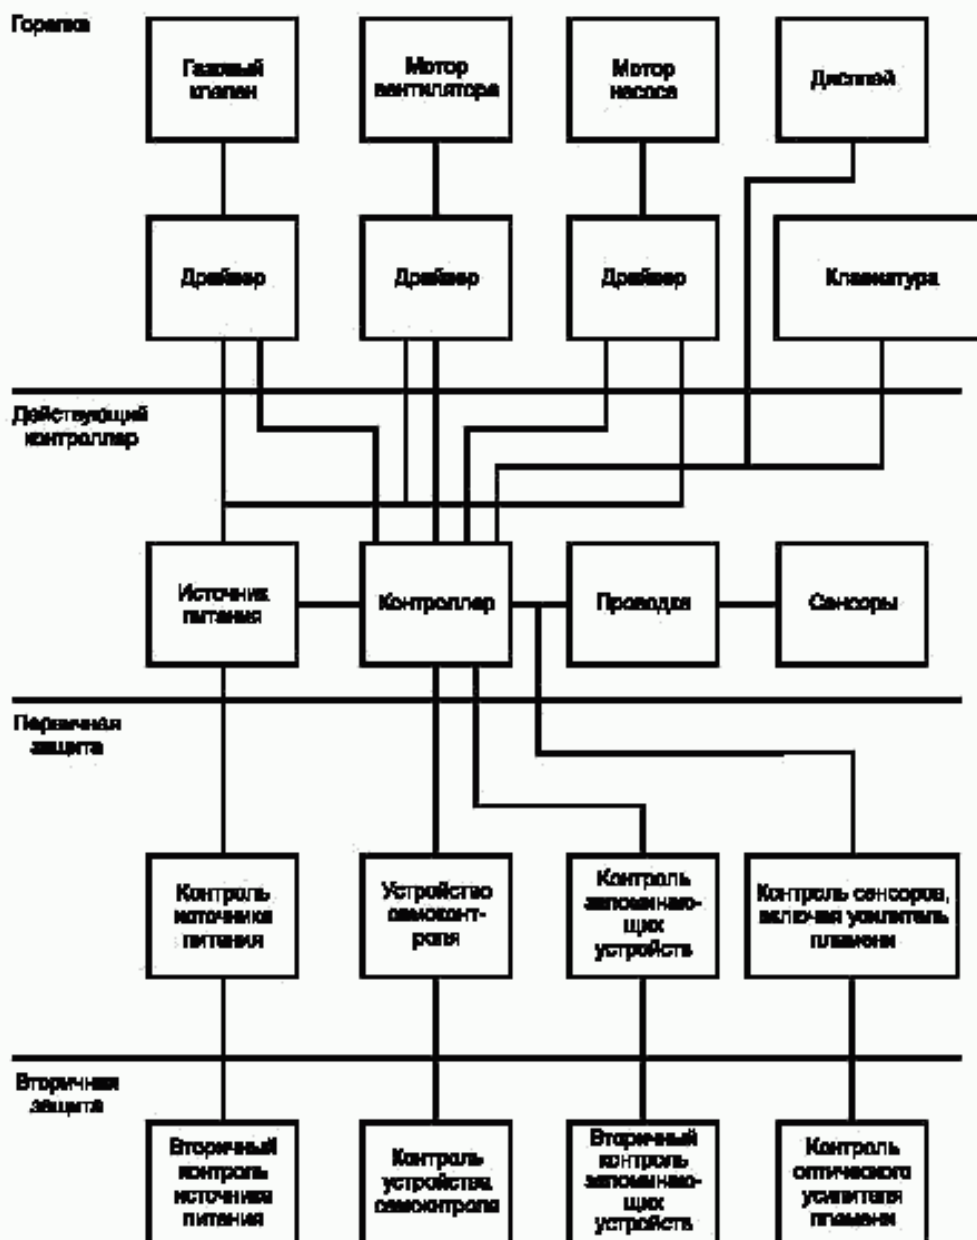 Горелка
Газовый
клапан
Мотор
вентилятора
Мотор
насоса
Дисплей
Драйвер
Драйвер
Драйвер
Клавиатура
Действующий
контроллер
Источник
питания
Контроллер
Проводка
Сенсоры
Первичная
защита
Контроль
источника
питания
Устройство
самоконт-
роля
Контроль
запоминаю-
щих
устройств
Контроль сенсоров,
включая усилитель
пламени
Вторичная
защита
Вторичный
контроль
источника
питания
Контроль
устройства
самоконтроля
Вторичный
контроль
запоминаю-
щих
устройств
Контроль
оптического
усилителя
пламени